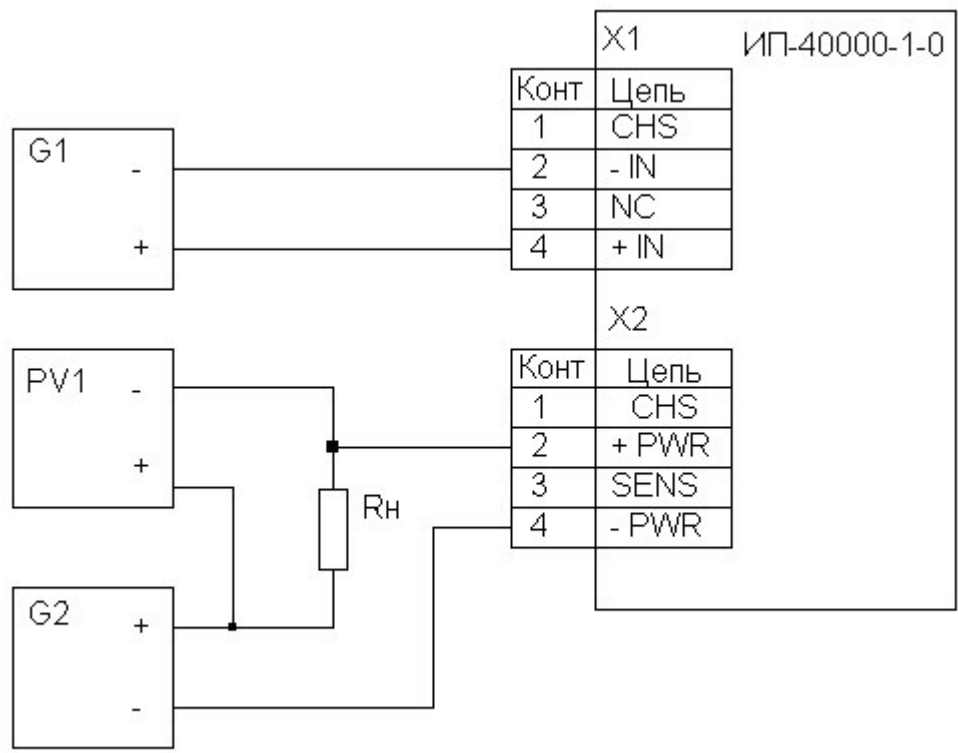 X1 ИП-40000-1-0
Конт Цепь
1 CHS
2 - IN
3 NC
4 + IN
G1
-
+
X2
Конт Цепь
1 CHS
2 + PWR
3 SENS
4 - PWR
PV1
-
+
Rн
G2
+
-